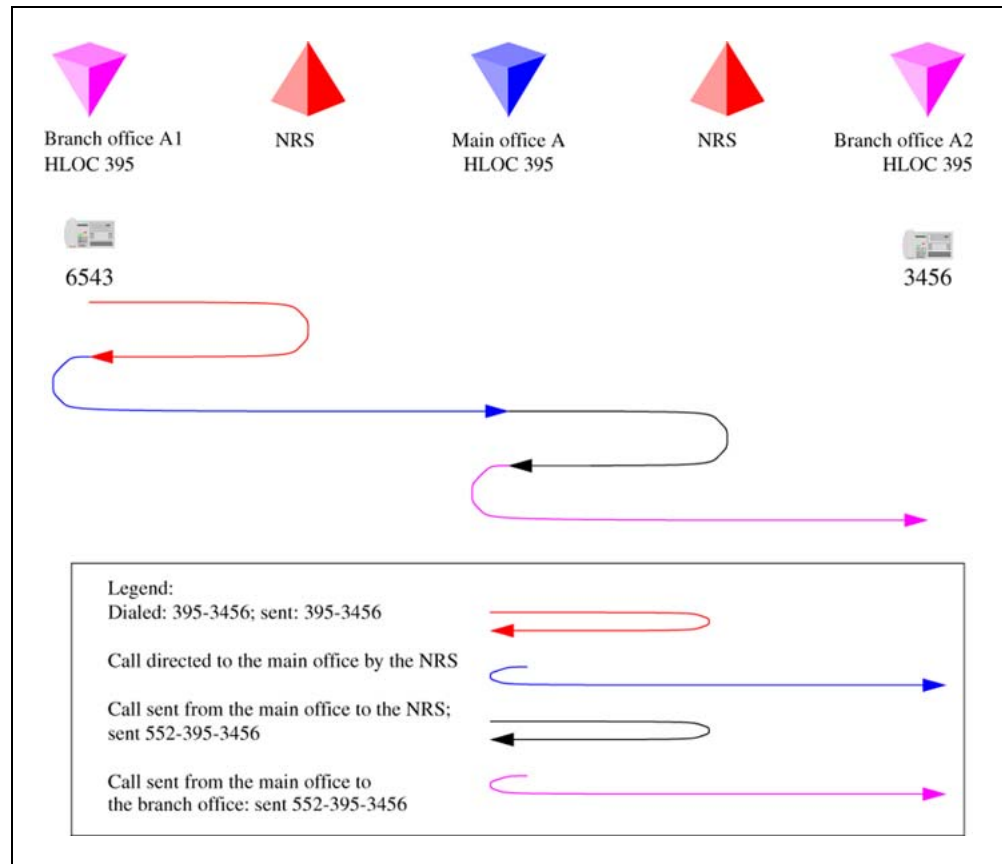 Branch office A1
HLOC 395
NRS
Main office A
HLOC 395
NRS
Branch office A2
HLOC 395
6543
3456
Legend:
Dialed: 395-3456; sent: 395-3456
Call directed to the main office by the NRS
Call sent from the main office to the NRS;
sent 552-395-3456
Call sent from the main office to
the branch office: sent 552-395-3456